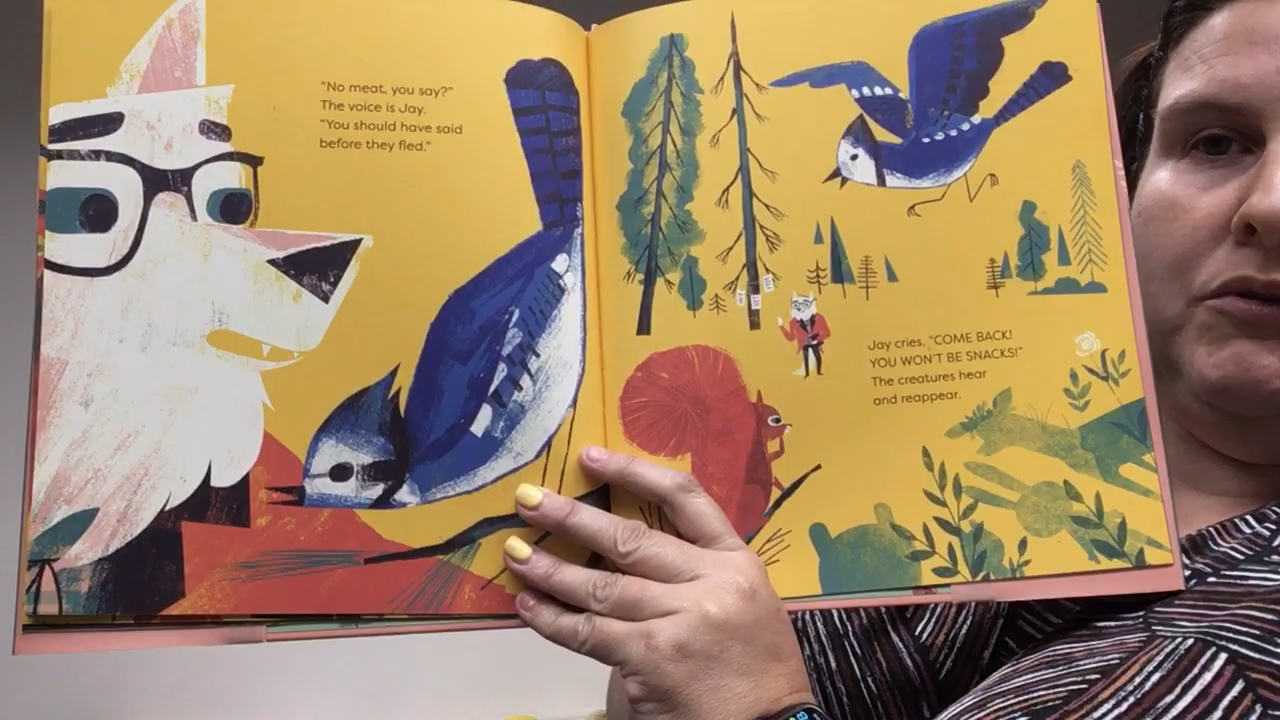 "No meat, you say?"
The voice is Jay.
"You should have said
before they fled."
Jay cries, "COME BACK!
YOU WON'T BE SNACKS!"
The creatures hear
and reappear.